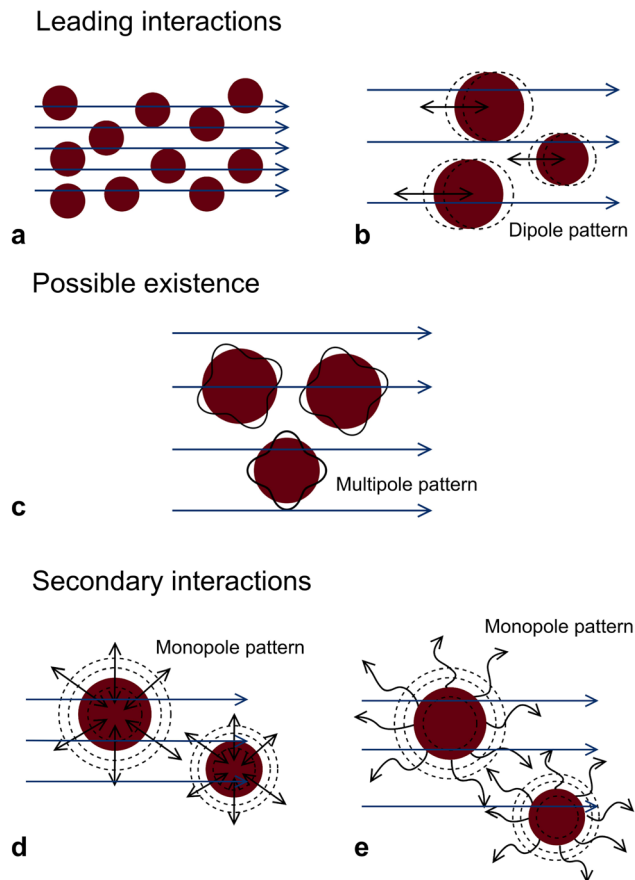 Leading interactions
a
b
Dipole pattern
Possible existence
Multipole pattern
c
Secondary interactions
Monopole pattern
Monopole pattern
d
e